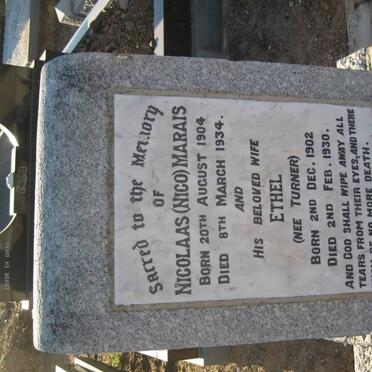 Sacred to the Memory
OF
NICOLAAS (NICO) MARAIS
BORN 20TH AUGUST 1904
DIED 8TH MARCH 1934.
AND
HIS BELOVED WIFE
ETHEL
(NEE TURNER)
BORN 2ND DEC. 1902
DIED 2ND FEB. 1930.
AND GOD SHALL WIPE AWAY ALL
TEARS FROM THEIR EYES, AND THERE
SHALL BE NO MORE DEATH.